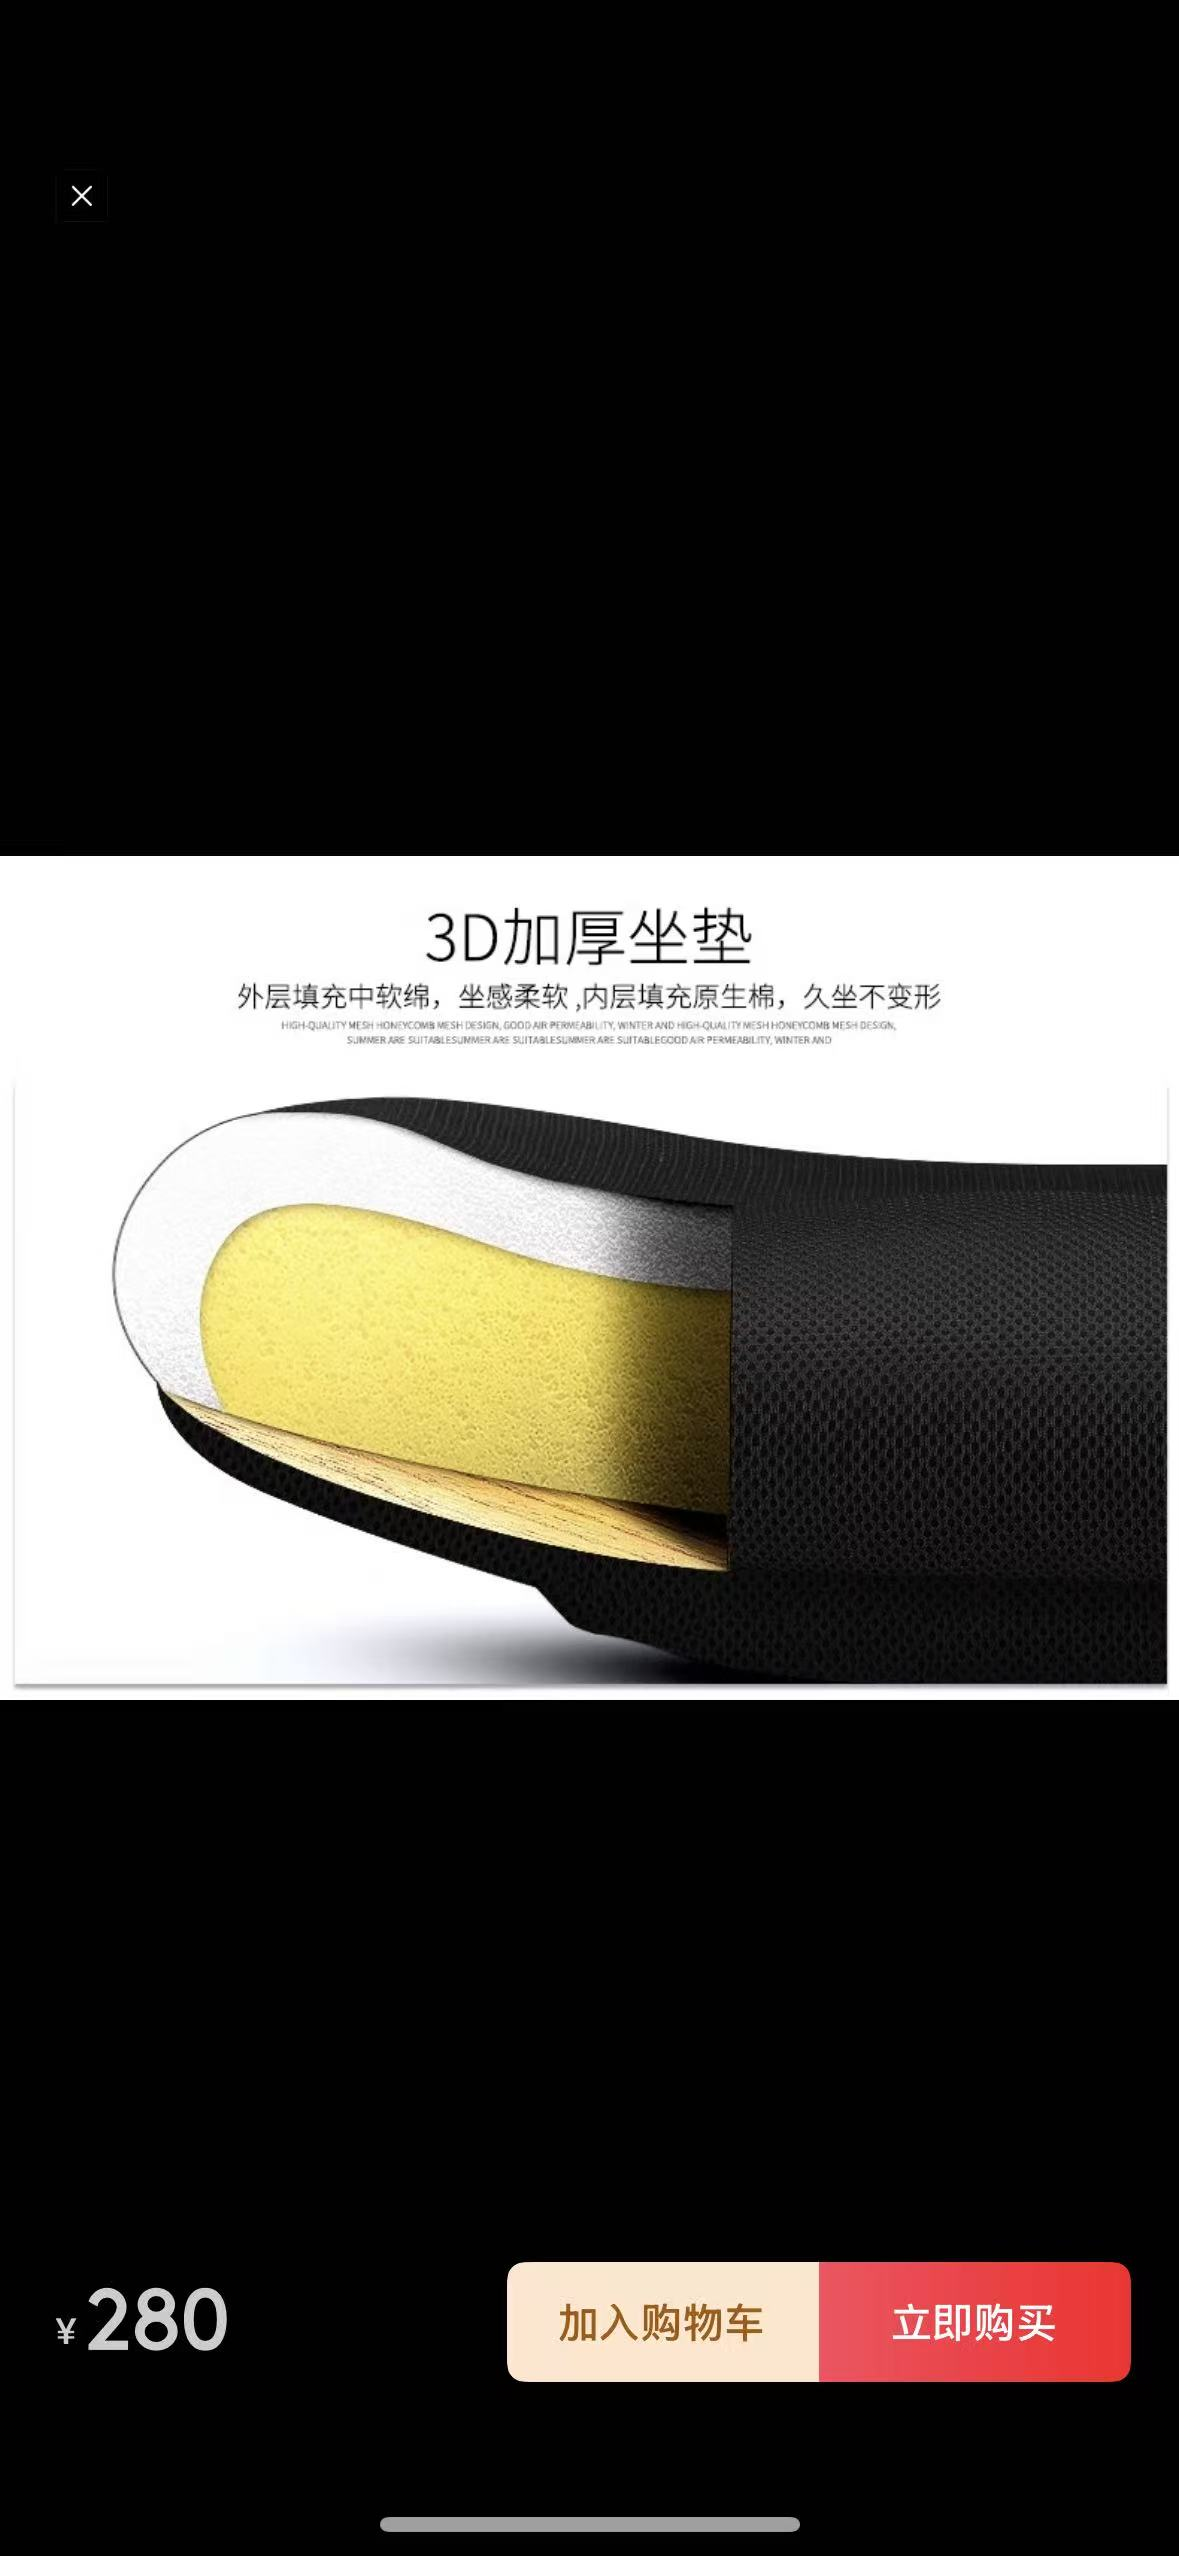 3D加厚坐垫
外层填充中软绵，坐感柔软 ,内层填充原生棉，久坐不变形
HIGH-QUALITY MESH HONEYCOMB MESH DESIGN, GOOD AIR PERMEABILITY, WINTER AND HIGH-QUALITY MESH HONEYCOMB MESH DESIGN,
SUMMER ARE SUITABLESUMMER ARE SUITABLESUMMER ARE SUITABLEGOOD AIR PERMEABILITY, WINTER AND
¥280
加入购物车
立即购买